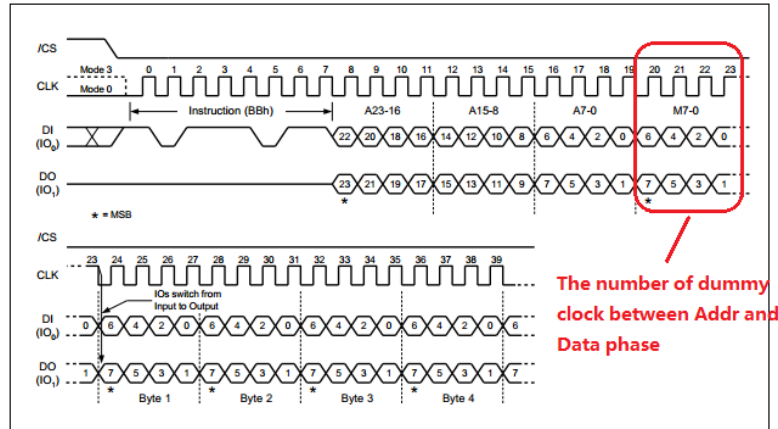 /CS
Mode 3 0 1 2 3 4 5 6 7 8 9 10 11 12 13 14 15 16 17 18 19 20 21 22 23
CLK Mode 0
Instruction (BBh) A23-16 A15-8 A7-0 M7-0
DI
(IO0) 22 20 18 16 14 12 10 8 6 4 2 0 6 4 2 0
DO
(IO1) 23 21 19 17 15 13 11 9 7 5 3 1 7 5 3 1
* *
* = MSB
/CS
23 24 25 26 27 28 29 30 31 32 33 34 35 36 37 38 39
CLK
IOs switch from
Input to Output
DI
(IO0) 0 6 4 2 0 6 4 2 0 6 4 2 0 6 4 2 0 6
DO
(IO1) 1 7 5 3 1 7 5 3 1 7 5 3 1 7 5 3 1 7
* * * *
Byte 1 Byte 2 Byte 3 Byte 4
The number of dummy
clock between Addr and
Data phase